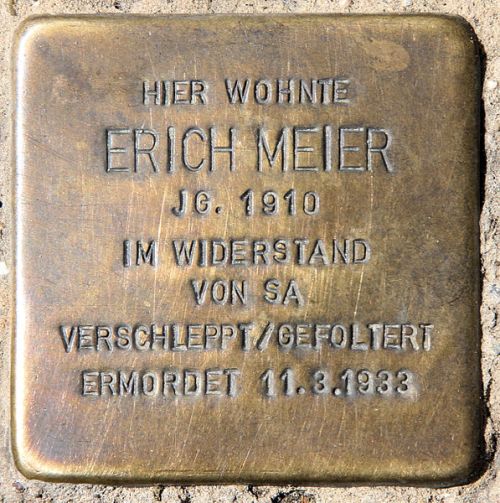 HIER WOHNTE
ERICH MEIER
JG. 1910
IM WIDERSTAND
VON SA
VERSCHLEPPT/GEFOLTERT
ERMORDET 11.3.1933